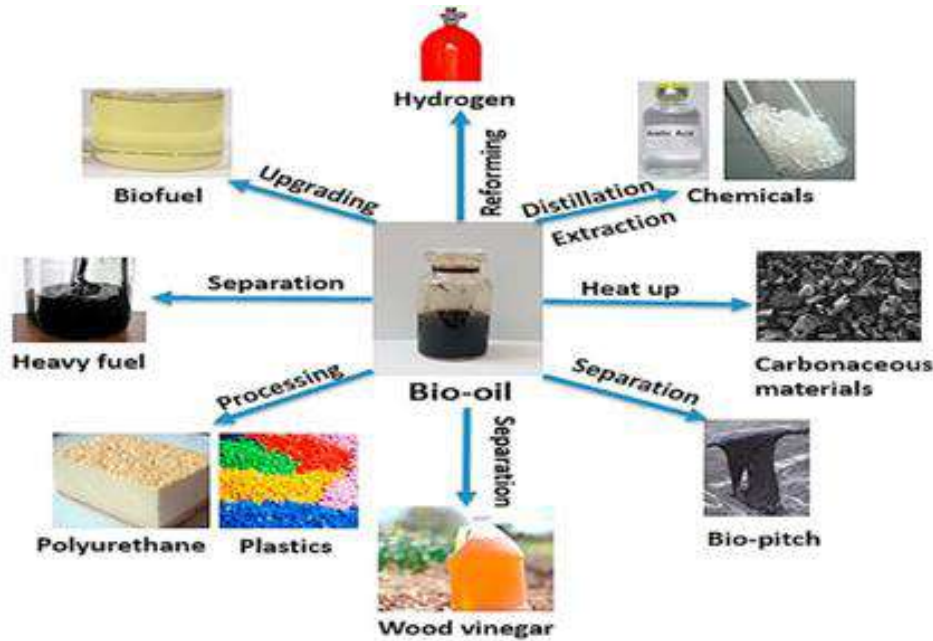 Hydrogen
Reforming
Upgrading
Biofuel
Distillation
Extraction
Chemicals
Separation
Heavy fuel
Heat up
Carbonaceous
materials
Bio-oil
Processing
Separation
Separation
Polyurethane
Plastics
Bio-pitch
Wood vinegar